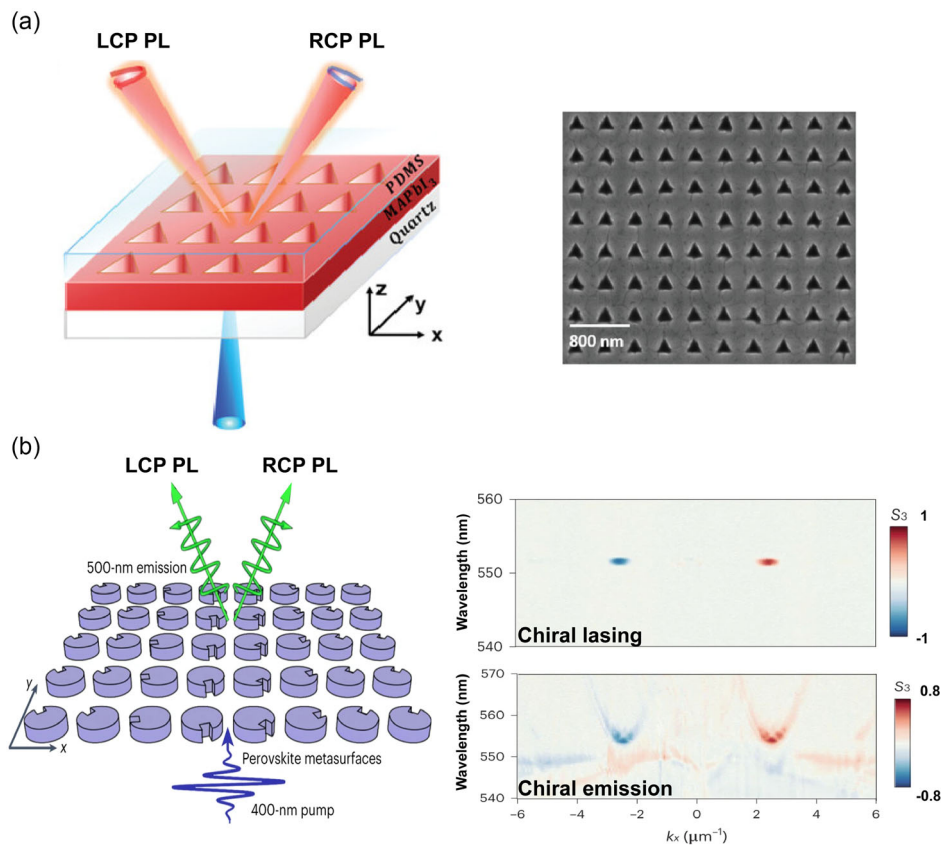 (a)
LCP PL
RCP PL
PDMS
MAPbI₃
Quartz
z
y
x
800 nm
(b)
LCP PL
RCP PL
500-nm emission
y
x
Perovskite metasurfaces
400-nm pump
560
550
540
Wavelength (nm)
Chiral lasing
S₃
1
-1
570
560
550
540
Wavelength (nm)
Chiral emission
S₃
0.8
-0.8
−6 −4 −2 0 2 4 6
kₓ (μm⁻¹)